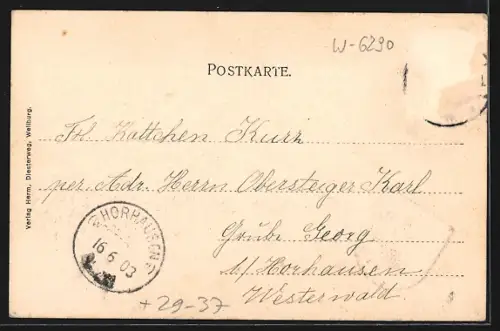 W-6290
POSTKARTE.
Frl. Kättchen Kurz
per. Adr. Herrn Obersteiger Karl
Grube Georg
b/Horhausen
Westerwald.
HORHAUSEN
16 6 03
+29-37
Verlag Herm. Diesterweg, Weilburg.